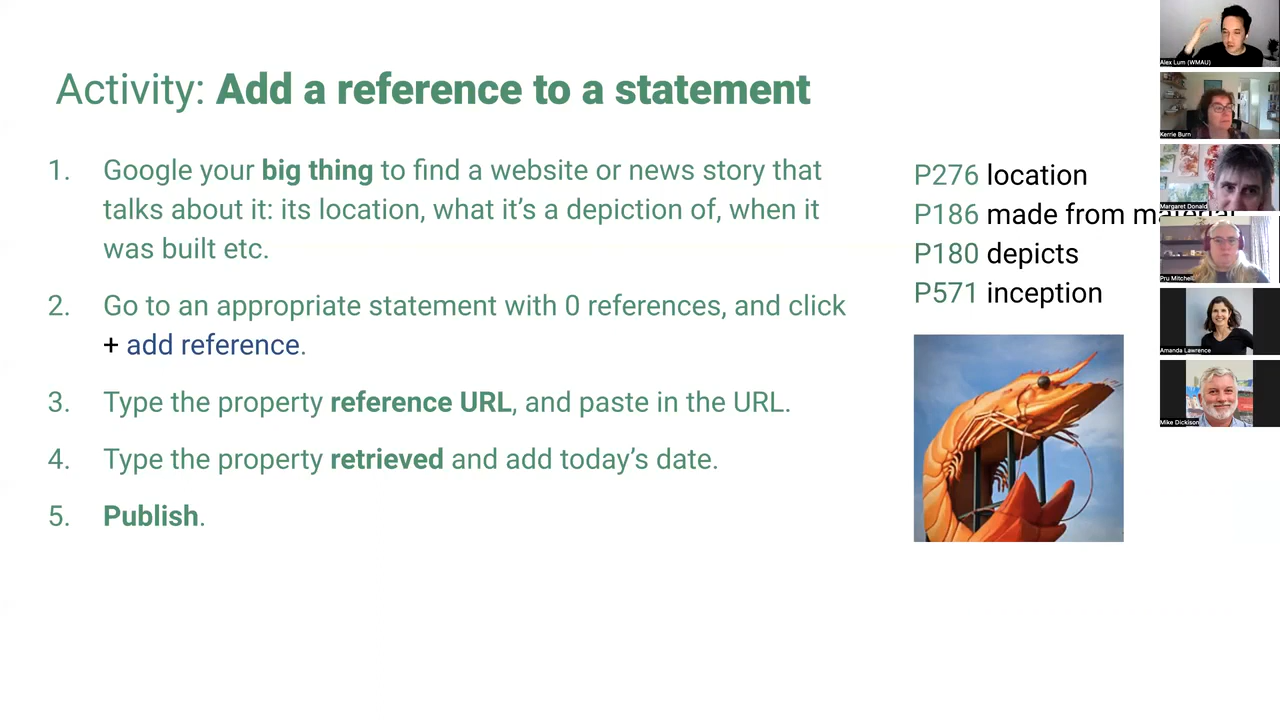 Activity: Add a reference to a statement
1. Google your big thing to find a website or news story that
talks about it: its location, what it’s a depiction of, when it
was built etc.
2. Go to an appropriate statement with 0 references, and click
+ add reference.
3. Type the property reference URL, and paste in the URL.
4. Type the property retrieved and add today’s date.
5. Publish.
P276 location
P186 made from material
P180 depicts
P571 inception
Alex Lum (WMAU)
Kerrie Burn
Margaret Donald
Pru Mitchell
Amanda Lawrence
Mike Dickison